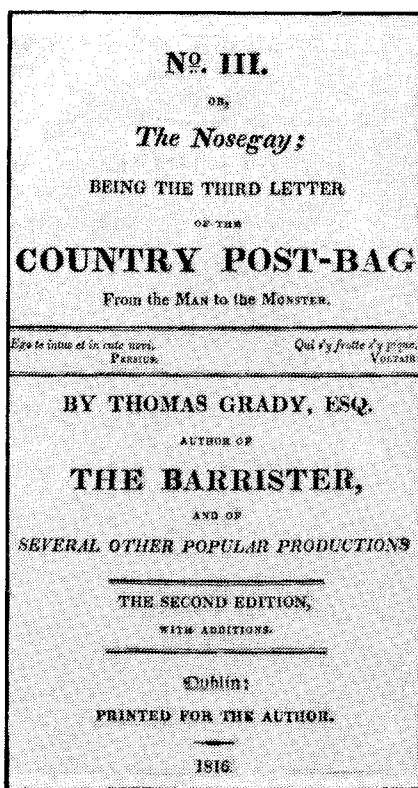 Nº. III.
OR,
The Nosegay;
BEING THE THIRD LETTER
OF THE
COUNTRY POST-BAG
From the MAN to the MONSTER.
Ego te intus et in cute novi.
PERSIUS.
Qui s'y frotte s'y pique.
VOLTAIR
BY THOMAS GRADY, ESQ.
AUTHOR OF
THE BARRISTER,
AND OF
SEVERAL OTHER POPULAR PRODUCTIONS
THE SECOND EDITION,
WITH ADDITIONS.
Dublin:
PRINTED FOR THE AUTHOR.
1816